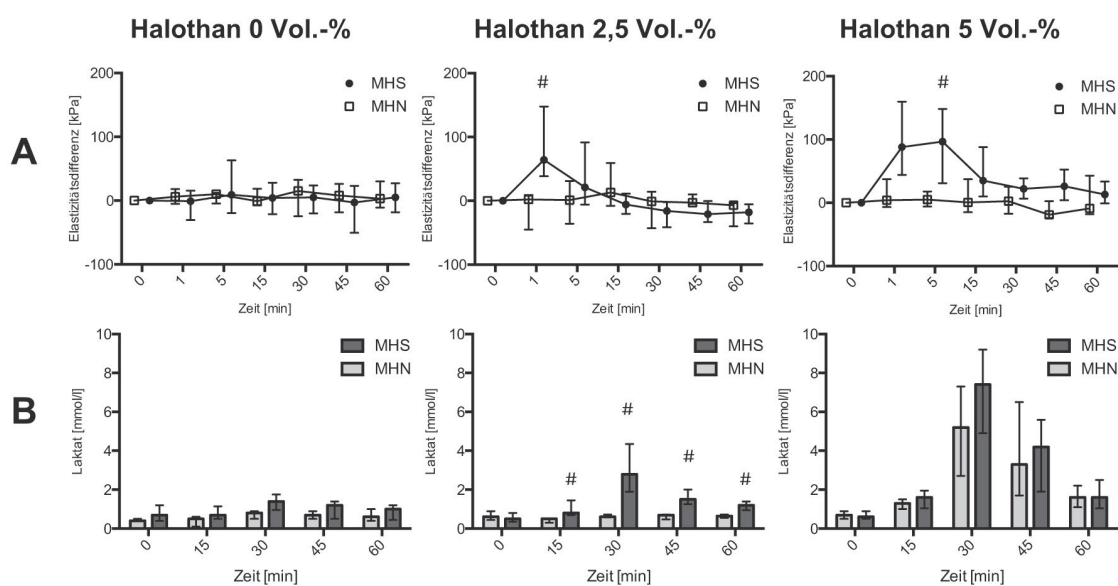 Halothan 0 Vol.-%
Halothan 2,5 Vol.-%
Halothan 5 Vol.-%
A
Elastizitätsdifferenz [kPa]
200
100
0
-100
MHS
MHN
0 1 5 15 30 45 60
Zeit [min]
Elastizitätsdifferenz [kPa]
200
100
0
-100
#
MHS
MHN
0 1 5 15 30 45 60
Zeit [min]
Elastizitätsdifferenz [kPa]
200
100
0
-100
#
MHS
MHN
0 1 5 15 30 45 60
Zeit [min]
B
Laktat [mmol/l]
10
8
6
4
2
0
MHS
MHN
0 15 30 45 60
Zeit [min]
Laktat [mmol/l]
10
8
6
4
2
0
# # # #
MHS
MHN
0 15 30 45 60
Zeit [min]
Laktat [mmol/l]
10
8
6
4
2
0
MHS
MHN
0 15 30 45 60
Zeit [min]